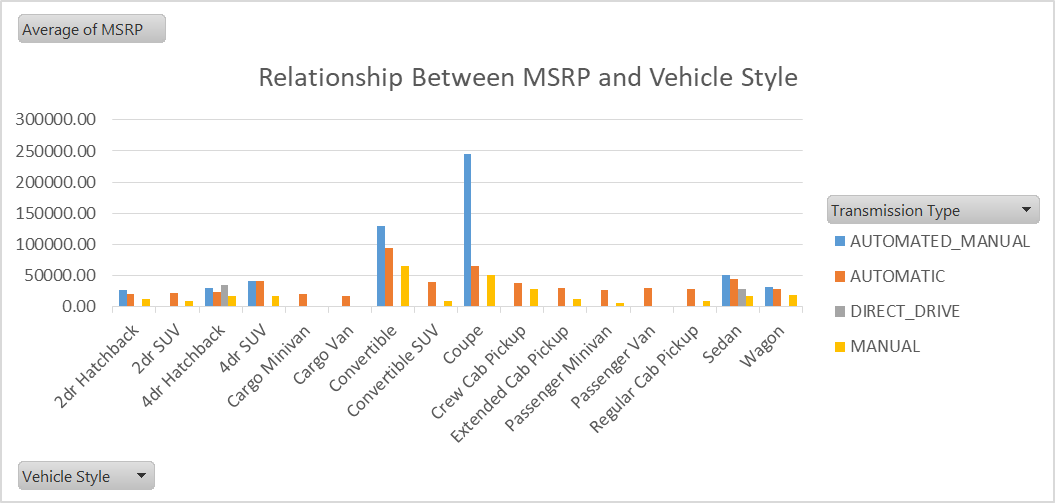 Average of MSRP
Relationship Between MSRP and Vehicle Style
300000.00
250000.00
200000.00
150000.00
100000.00
50000.00
0.00
2dr Hatchback
2dr SUV
4dr Hatchback
4dr SUV
Cargo Minivan
Cargo Van
Convertible
Convertible SUV
Coupe
Crew Cab Pickup
Extended Cab Pickup
Passenger Minivan
Passenger Van
Regular Cab Pickup
Sedan
Wagon
Transmission Type
AUTOMATED_MANUAL
AUTOMATIC
DIRECT_DRIVE
MANUAL
Vehicle Style